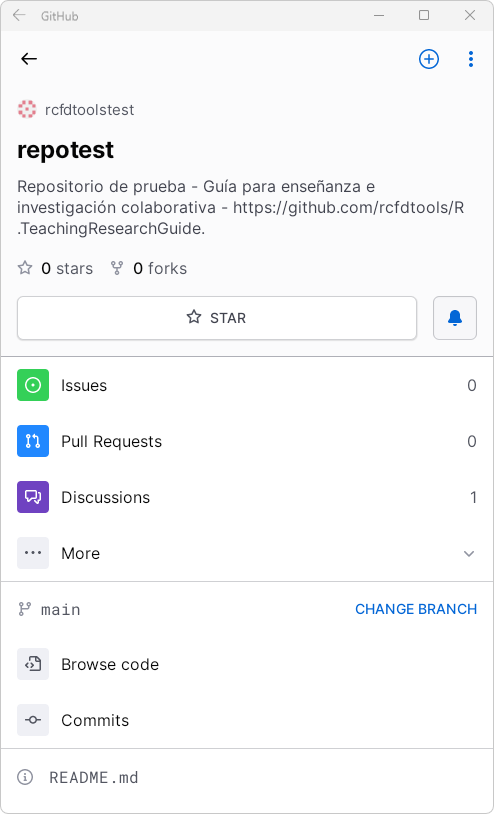 GitHub
rcfdtoolstest
repotest
Repositorio de prueba - Guía para enseñanza e
investigación colaborativa - https://github.com/rcfdtools/R
.TeachingResearchGuide.
0 stars 0 forks
STAR
Issues 0
Pull Requests 0
Discussions 1
More
main CHANGE BRANCH
Browse code
Commits
README.md